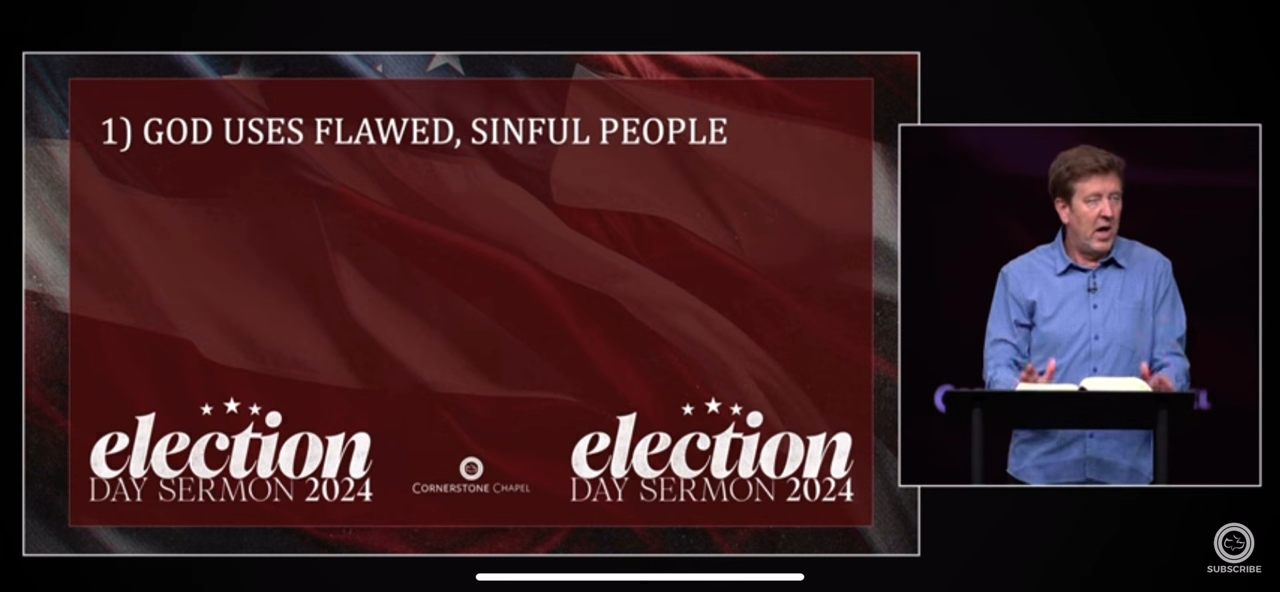 1) GOD USES FLAWED, SINFUL PEOPLE
election
DAY SERMON 2024
CORNERSTONE CHAPEL
election
DAY SERMON 2024
SUBSCRIBE